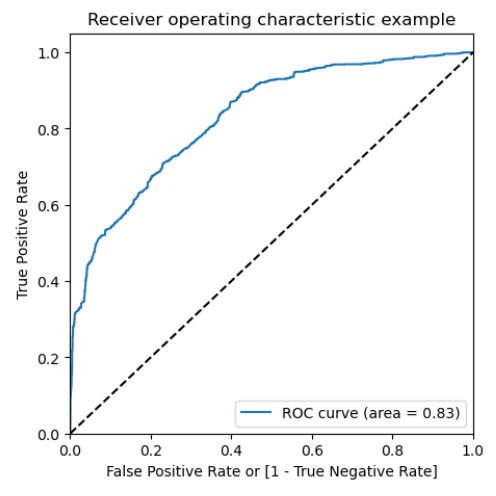 Receiver operating characteristic example
True Positive Rate
1.0
0.8
0.6
0.4
0.2
0.0
ROC curve (area = 0.83)
0.0 0.2 0.4 0.6 0.8 1.0
False Positive Rate or [1 - True Negative Rate]